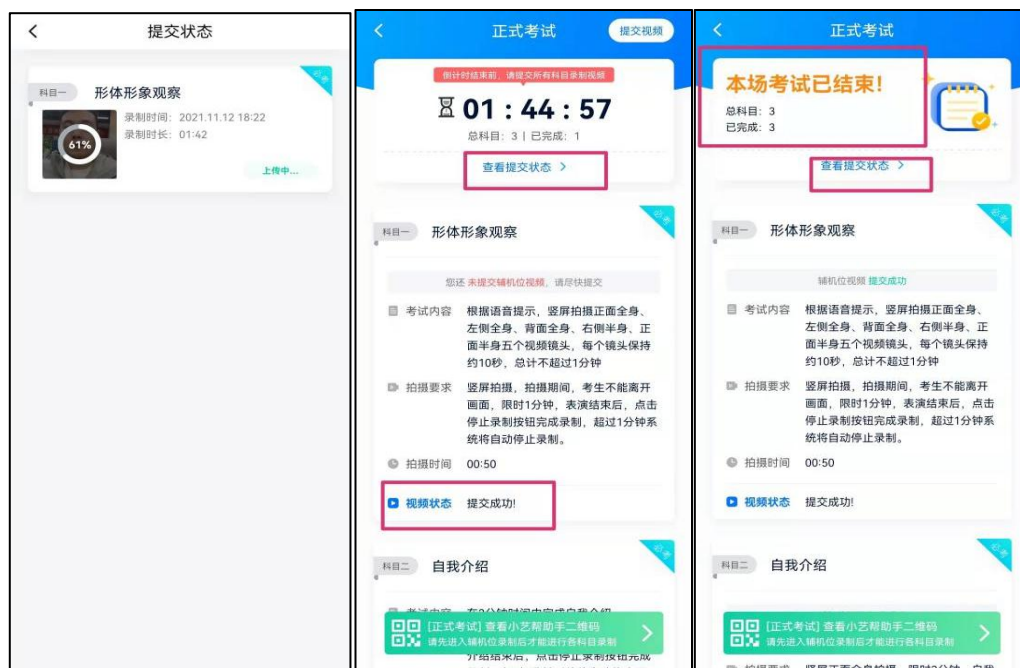 提交状态
必考
科目一 形体形象观察
录制时间: 2021.11.12 18:22
录制时长: 01:42
61%
上传中...
正式考试
提交视频
倒计时结束前, 请提交所有科目录制视频
01 : 44 : 57
总科目: 3 | 已完成: 1
查看提交状态 >
必考
科目一 形体形象观察
您还 未提交辅机位视频, 请尽快提交
考试内容 根据语音提示, 竖屏拍摄正面全身、
左侧全身、背面全身、右侧半身、正
面半身五个视频镜头, 每个镜头保持
约10秒, 总计不超过1分钟
拍摄要求 竖屏拍摄, 拍摄期间, 考生不能离开
画面, 限时1分钟, 表演结束后, 点击
停止录制按钮完成录制, 超过1分钟系
统将自动停止录制。
拍摄时间 00:50
视频状态 提交成功!
必考
科目二 自我介绍
[正式考试] 查看小艺帮助手二维码
请先进入辅机位录制后才能进行各科目录制
介绍结束后, 点击停止录制按钮完成
正式考试
本场考试已结束!
总科目: 3
已完成: 3
查看提交状态 >
必考
科目一 形体形象观察
辅机位视频 提交成功
考试内容 根据语音提示, 竖屏拍摄正面全身、
左侧全身、背面全身、右侧半身、正
面半身五个视频镜头, 每个镜头保持
约10秒, 总计不超过1分钟
拍摄要求 竖屏拍摄, 拍摄期间, 考生不能离开
画面, 限时1分钟, 表演结束后, 点击
停止录制按钮完成录制, 超过1分钟系
统将自动停止录制。
拍摄时间 00:50
视频状态 提交成功!
必考
科目二 自我介绍
[正式考试] 查看小艺帮助手二维码
请先进入辅机位录制后才能进行各科目录制